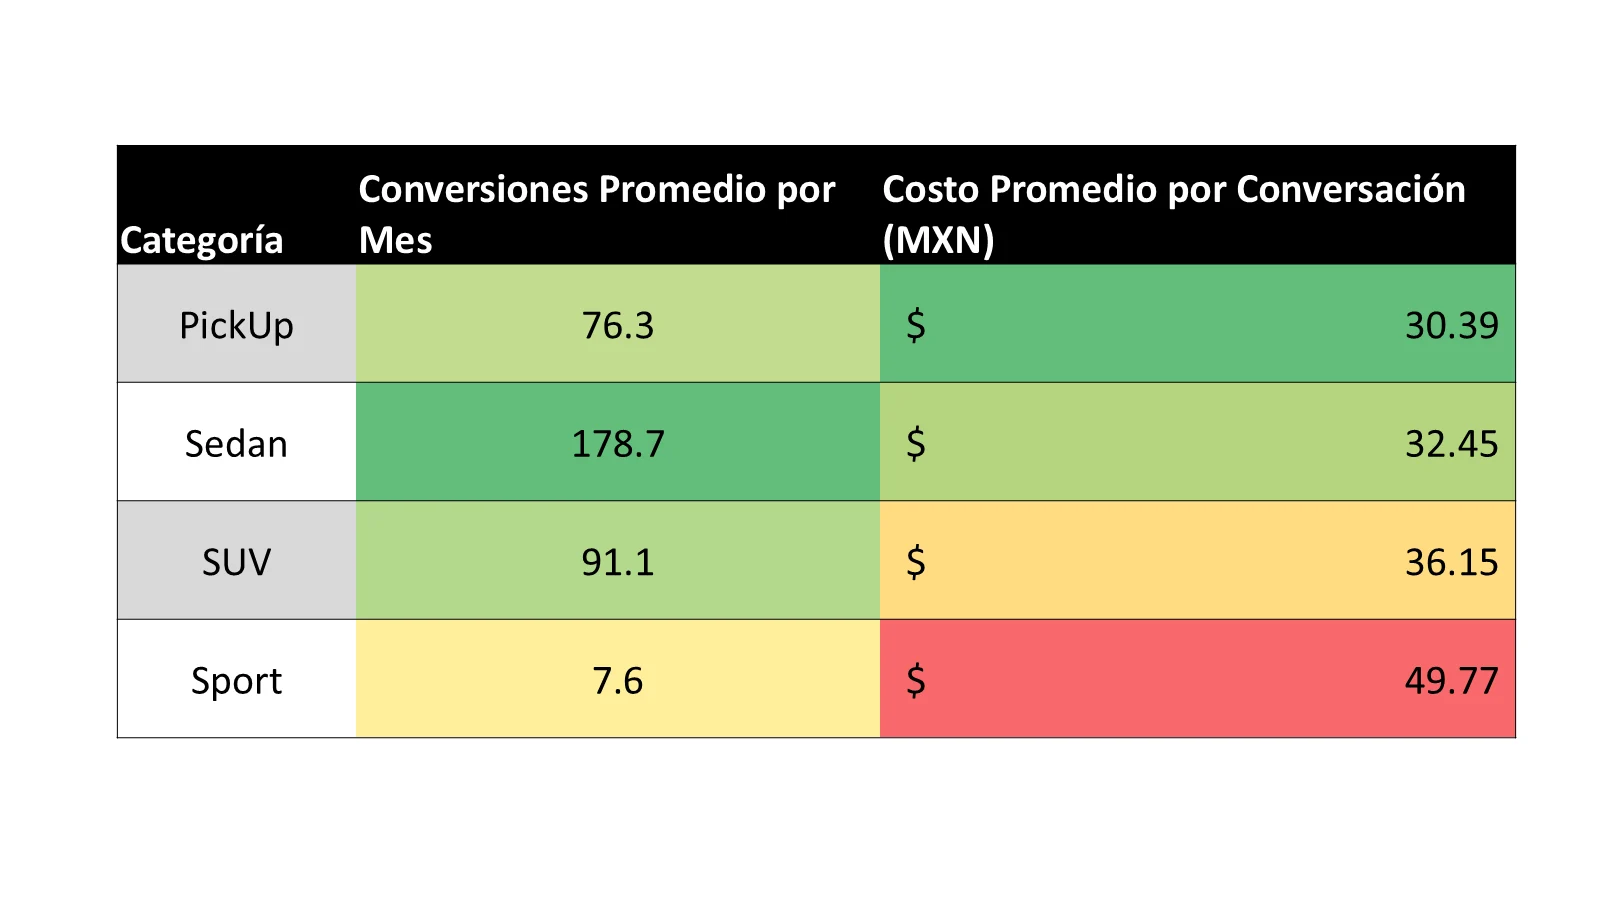 Categoría
Conversiones Promedio por
Mes
Costo Promedio por Conversación
(MXN)
PickUp 76.3 $ 30.39
Sedan 178.7 $ 32.45
SUV 91.1 $ 36.15
Sport 7.6 $ 49.77